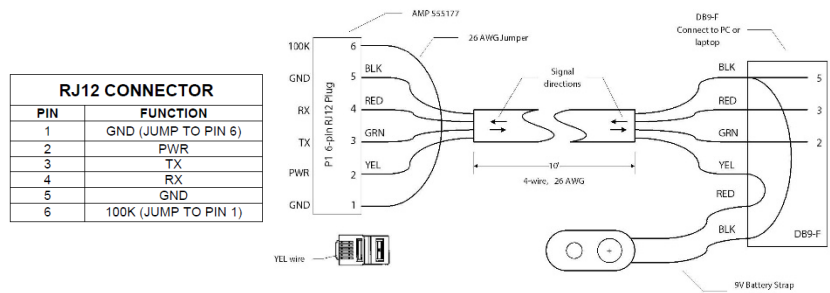 RJ12 CONNECTOR
PIN FUNCTION
1 GND (JUMP TO PIN 6)
2 PWR
3 TX
4 RX
5 GND
6 100K (JUMP TO PIN 1)
AMP 555177
26 AWG Jumper
P1 6-pin RJ12 Plug
100K 6
GND 5 BLK
RX 4 RED
TX 3 GRN
PWR 2 YEL
GND 1
YEL wire
Signal
directions
10'
4-wire, 26 AWG
DB9-F
Connect to PC or
laptop
BLK 5
RED 3
GRN 2
YEL
RED
BLK
DB9-F
+
9V Battery Strap